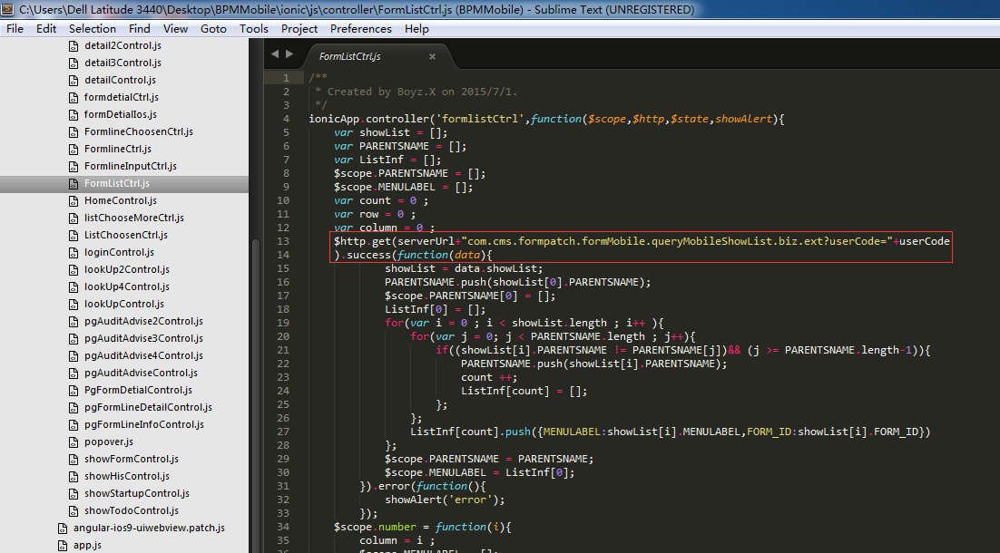 C:\Users\Dell Latitude 3440\Desktop\BPMMobile\ionic\js\controller\FormListCtrl.js (BPMMobile) - Sublime Text (UNREGISTERED)
File Edit Selection Find View Goto Tools Project Preferences Help
detail2Control.js
detail3Control.js
detailControl.js
formdetialCtrl.js
formDetialIos.js
FormlineChoosenCtrl.js
FormlineCtrl.js
FormlineInputCtrl.js
FormListCtrl.js
HomeControl.js
listChooseMoreCtrl.js
ListChoosenCtrl.js
loginControl.js
lookUp2Control.js
lookUp4Control.js
lookUpControl.js
pgAuditAdvise2Control.js
pgAuditAdvise3Control.js
pgAuditAdvise4Control.js
pgAuditAdviseControl.js
PgFormDetialControl.js
pgFormLineDetailControl.js
pgFormLineInfoControl.js
popover.js
showFormControl.js
showHisControl.js
showStartupControl.js
showTodoControl.js
angular-ios9-uiwebview.patch.js
app.js
FormListCtrl.js ×
1 /**
2 * Created by Boyz.X on 2015/7/1.
3 */
4 ionicApp.controller('formlistCtrl',function($scope,$http,$state,showAlert){
5 var showList = [];
6 var PARENTSNAME = [];
7 var ListInf = [];
8 $scope.PARENTSNAME = [];
9 $scope.MENULABEL = [];
10 var count = 0 ;
11 var row = 0 ;
12 var column = 0 ;
13 $http.get(serverUrl+"com.cms.formpatch.formMobile.queryMobileShowList.biz.ext?userCode="+userCode
14 ).success(function(data){
15 showList = data.showList;
16 PARENTSNAME.push(showList[0].PARENTSNAME);
17 $scope.PARENTSNAME[0] = [];
18 ListInf[0] = [];
19 for(var i = 0 ; i < showList.length ; i++ ){
20 for(var j = 0; j < PARENTSNAME.length ; j++){
21 if((showList[i].PARENTSNAME != PARENTSNAME[j])&& (j >= PARENTSNAME.length-1)){
22 PARENTSNAME.push(showList[i].PARENTSNAME);
23 count ++;
24 ListInf[count] = [];
25 };
26 };
27 ListInf[count].push({MENULABEL:showList[i].MENULABEL,FORM_ID:showList[i].FORM_ID})
28 };
29 $scope.PARENTSNAME = PARENTSNAME;
30 $scope.MENULABEL = ListInf[0];
31 }).error(function(){
32 showAlert('error');
33 });
34 $scope.number = function(i){
35 column = i ;